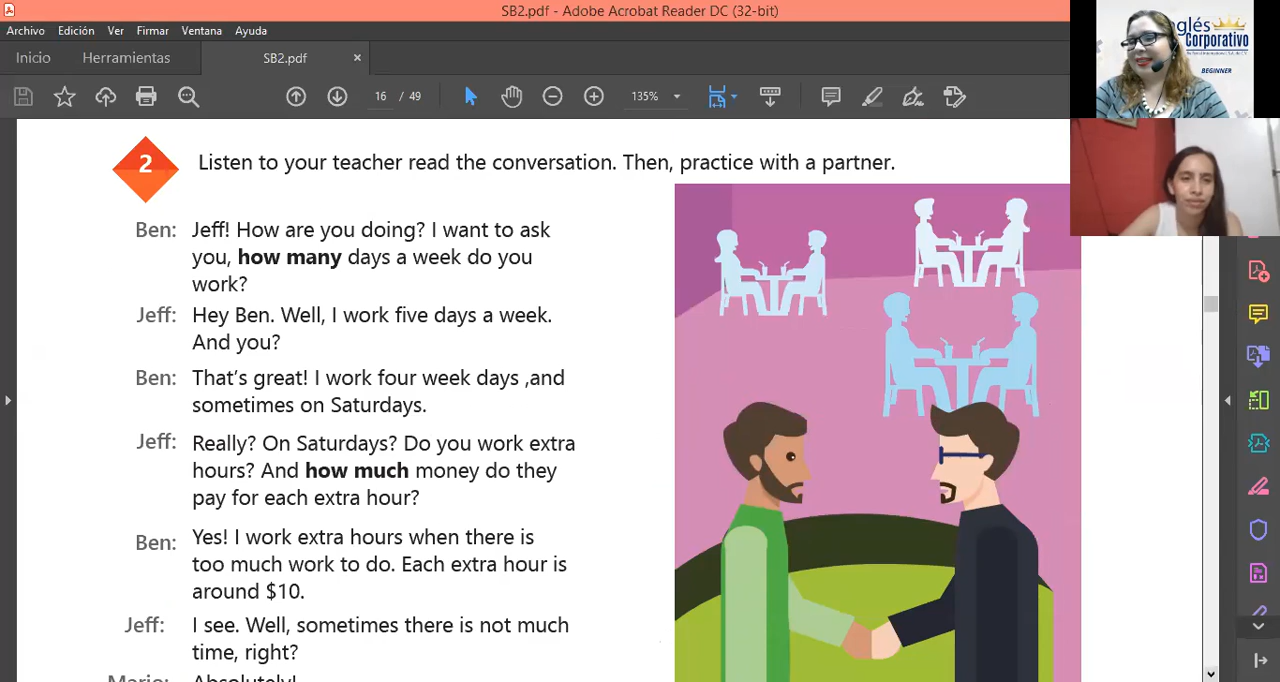 SB2.pdf - Adobe Acrobat Reader DC (32-bit)
Archivo Edición Ver Firmar Ventana Ayuda
Inicio Herramientas SB2.pdf ×
16 / 49 135%
Inglés
Corporativo
BEGINNER
2 Listen to your teacher read the conversation. Then, practice with a partner.
Ben: Jeff! How are you doing? I want to ask
you, how many days a week do you
work?
Jeff: Hey Ben. Well, I work five days a week.
And you?
Ben: That's great! I work four week days ,and
sometimes on Saturdays.
Jeff: Really? On Saturdays? Do you work extra
hours? And how much money do they
pay for each extra hour?
Ben: Yes! I work extra hours when there is
too much work to do. Each extra hour is
around $10.
Jeff: I see. Well, sometimes there is not much
time, right?
Mario: Absolutely!